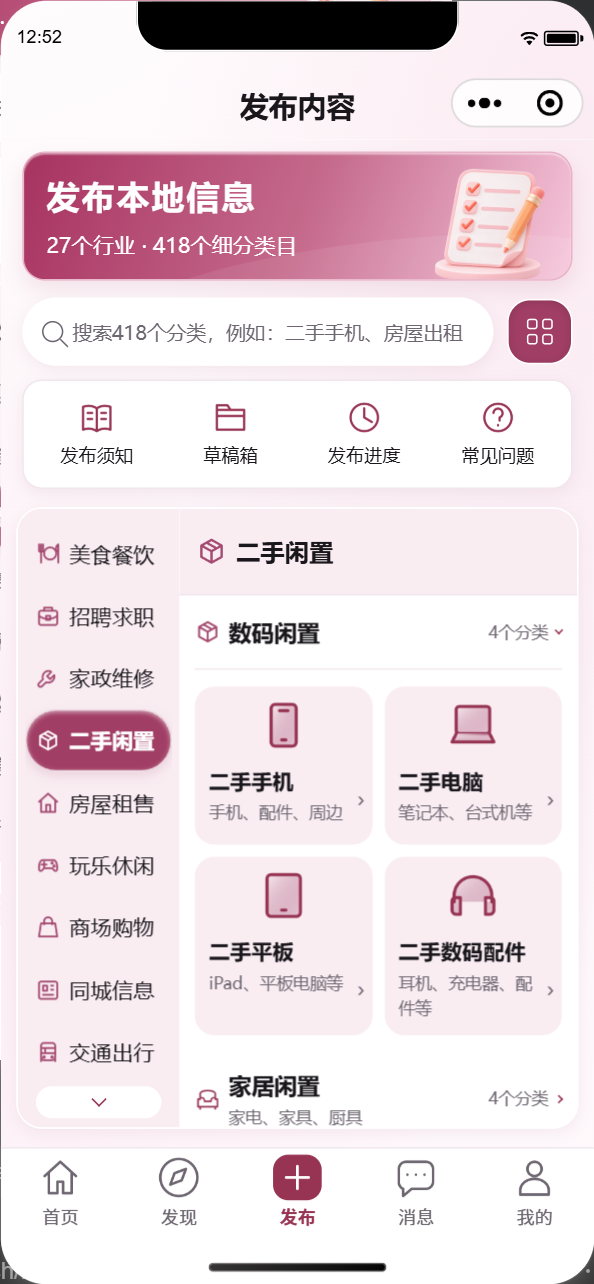 12:52
发布内容
发布本地信息
27个行业 · 418个细分类目
搜索418个分类，例如：二手手机、房屋出租
发布须知
草稿箱
发布进度
常见问题
美食餐饮
招聘求职
家政维修
二手闲置
房屋租售
玩乐休闲
商场购物
同城信息
交通出行
二手闲置
数码闲置
4个分类
二手手机
手机、配件、周边
二手电脑
笔记本、台式机等
二手平板
iPad、平板电脑等
二手数码配件
耳机、充电器、配
件等
家居闲置
4个分类
家电、家具、厨具
首页
发现
发布
消息
我的